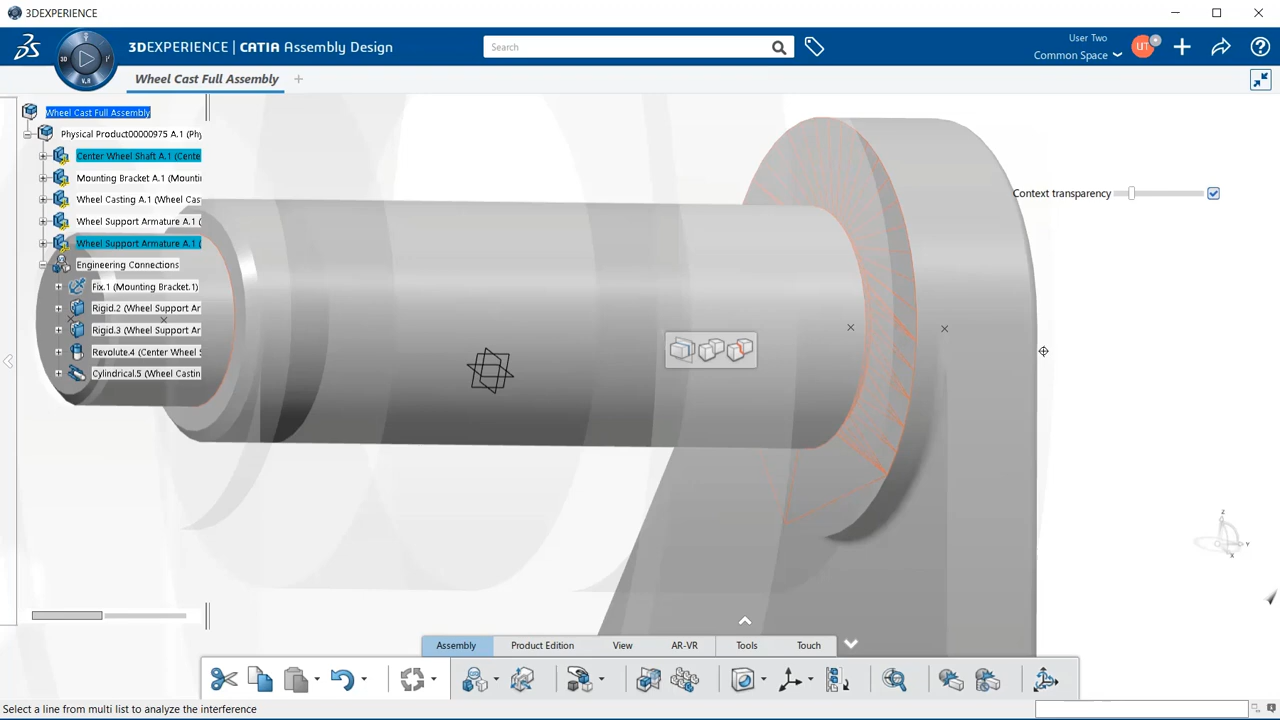 3DEXPERIENCE
3DEXPERIENCE | CATIA Assembly Design
Search
User Two
Common Space
UT
3D
V.R
Wheel Cast Full Assembly
Wheel Cast Full Assembly
Physical Product00000975 A.1 (Phy
Center Wheel Shaft A.1 (Cente
Mounting Bracket A.1 (Mountin
Wheel Casting A.1 (Wheel Cas
Wheel Support Armature A.1 (
Wheel Support Armature A.1 (
Engineering Connections
Fix.1 (Mounting Bracket.1)
Rigid.2 (Wheel Support Ar
Rigid.3 (Wheel Support Ar
Revolute.4 (Center Wheel S
Cylindrical.5 (Wheel Castin
Context transparency
Z
Y
X
Assembly
Product Edition
View
AR-VR
Tools
Touch
Select a line from multi list to analyze the interference